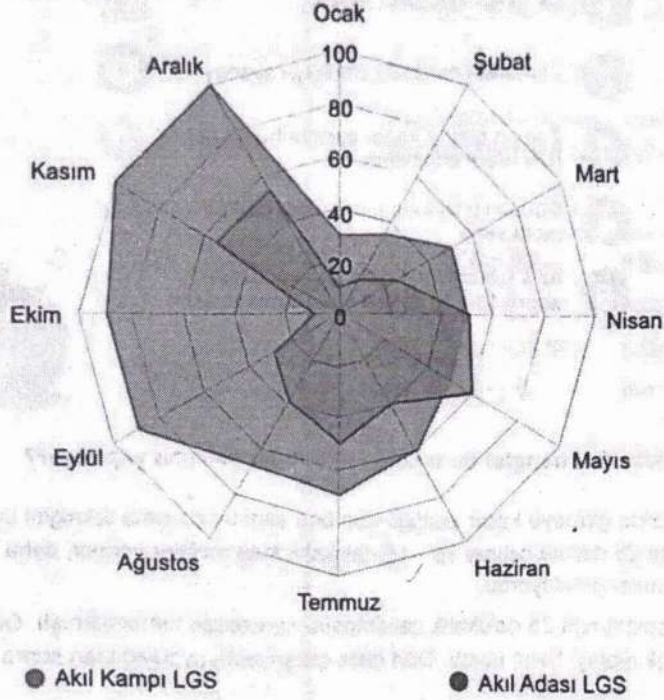 Ocak
Şubat
Mart
Nisan
Mayıs
Haziran
Temmuz
Ağustos
Eylül
Ekim
Kasım
Aralık
100
80
60
40
20
0
Akıl Kampı LGS
Akıl Adası LGS